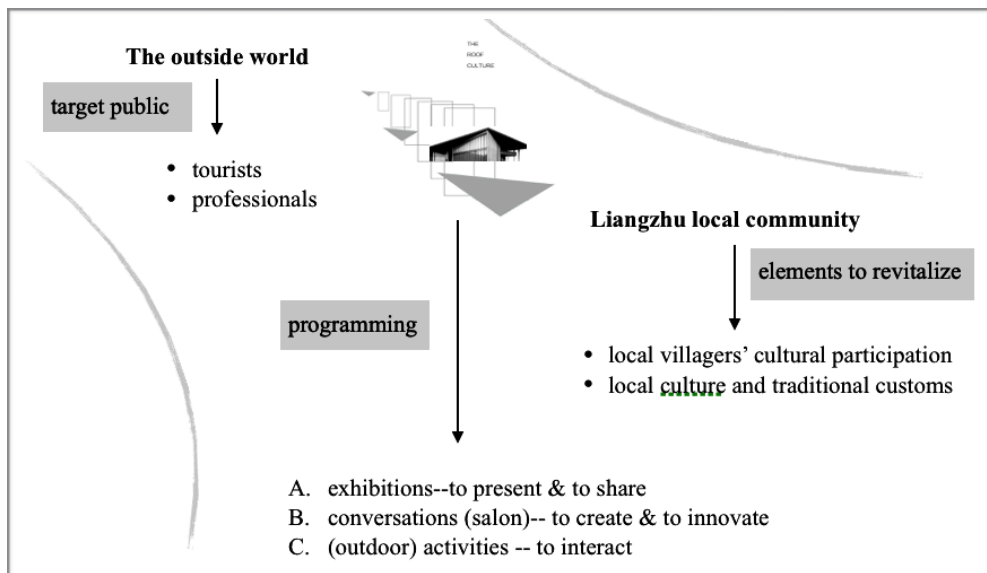 THE
ROOF
CULTURE
The outside world
target public
• tourists
• professionals
Liangzhu local community
elements to revitalize
programming
• local villagers’ cultural participation
• local culture and traditional customs
A. exhibitions--to present & to share
B. conversations (salon)-- to create & to innovate
C. (outdoor) activities -- to interact